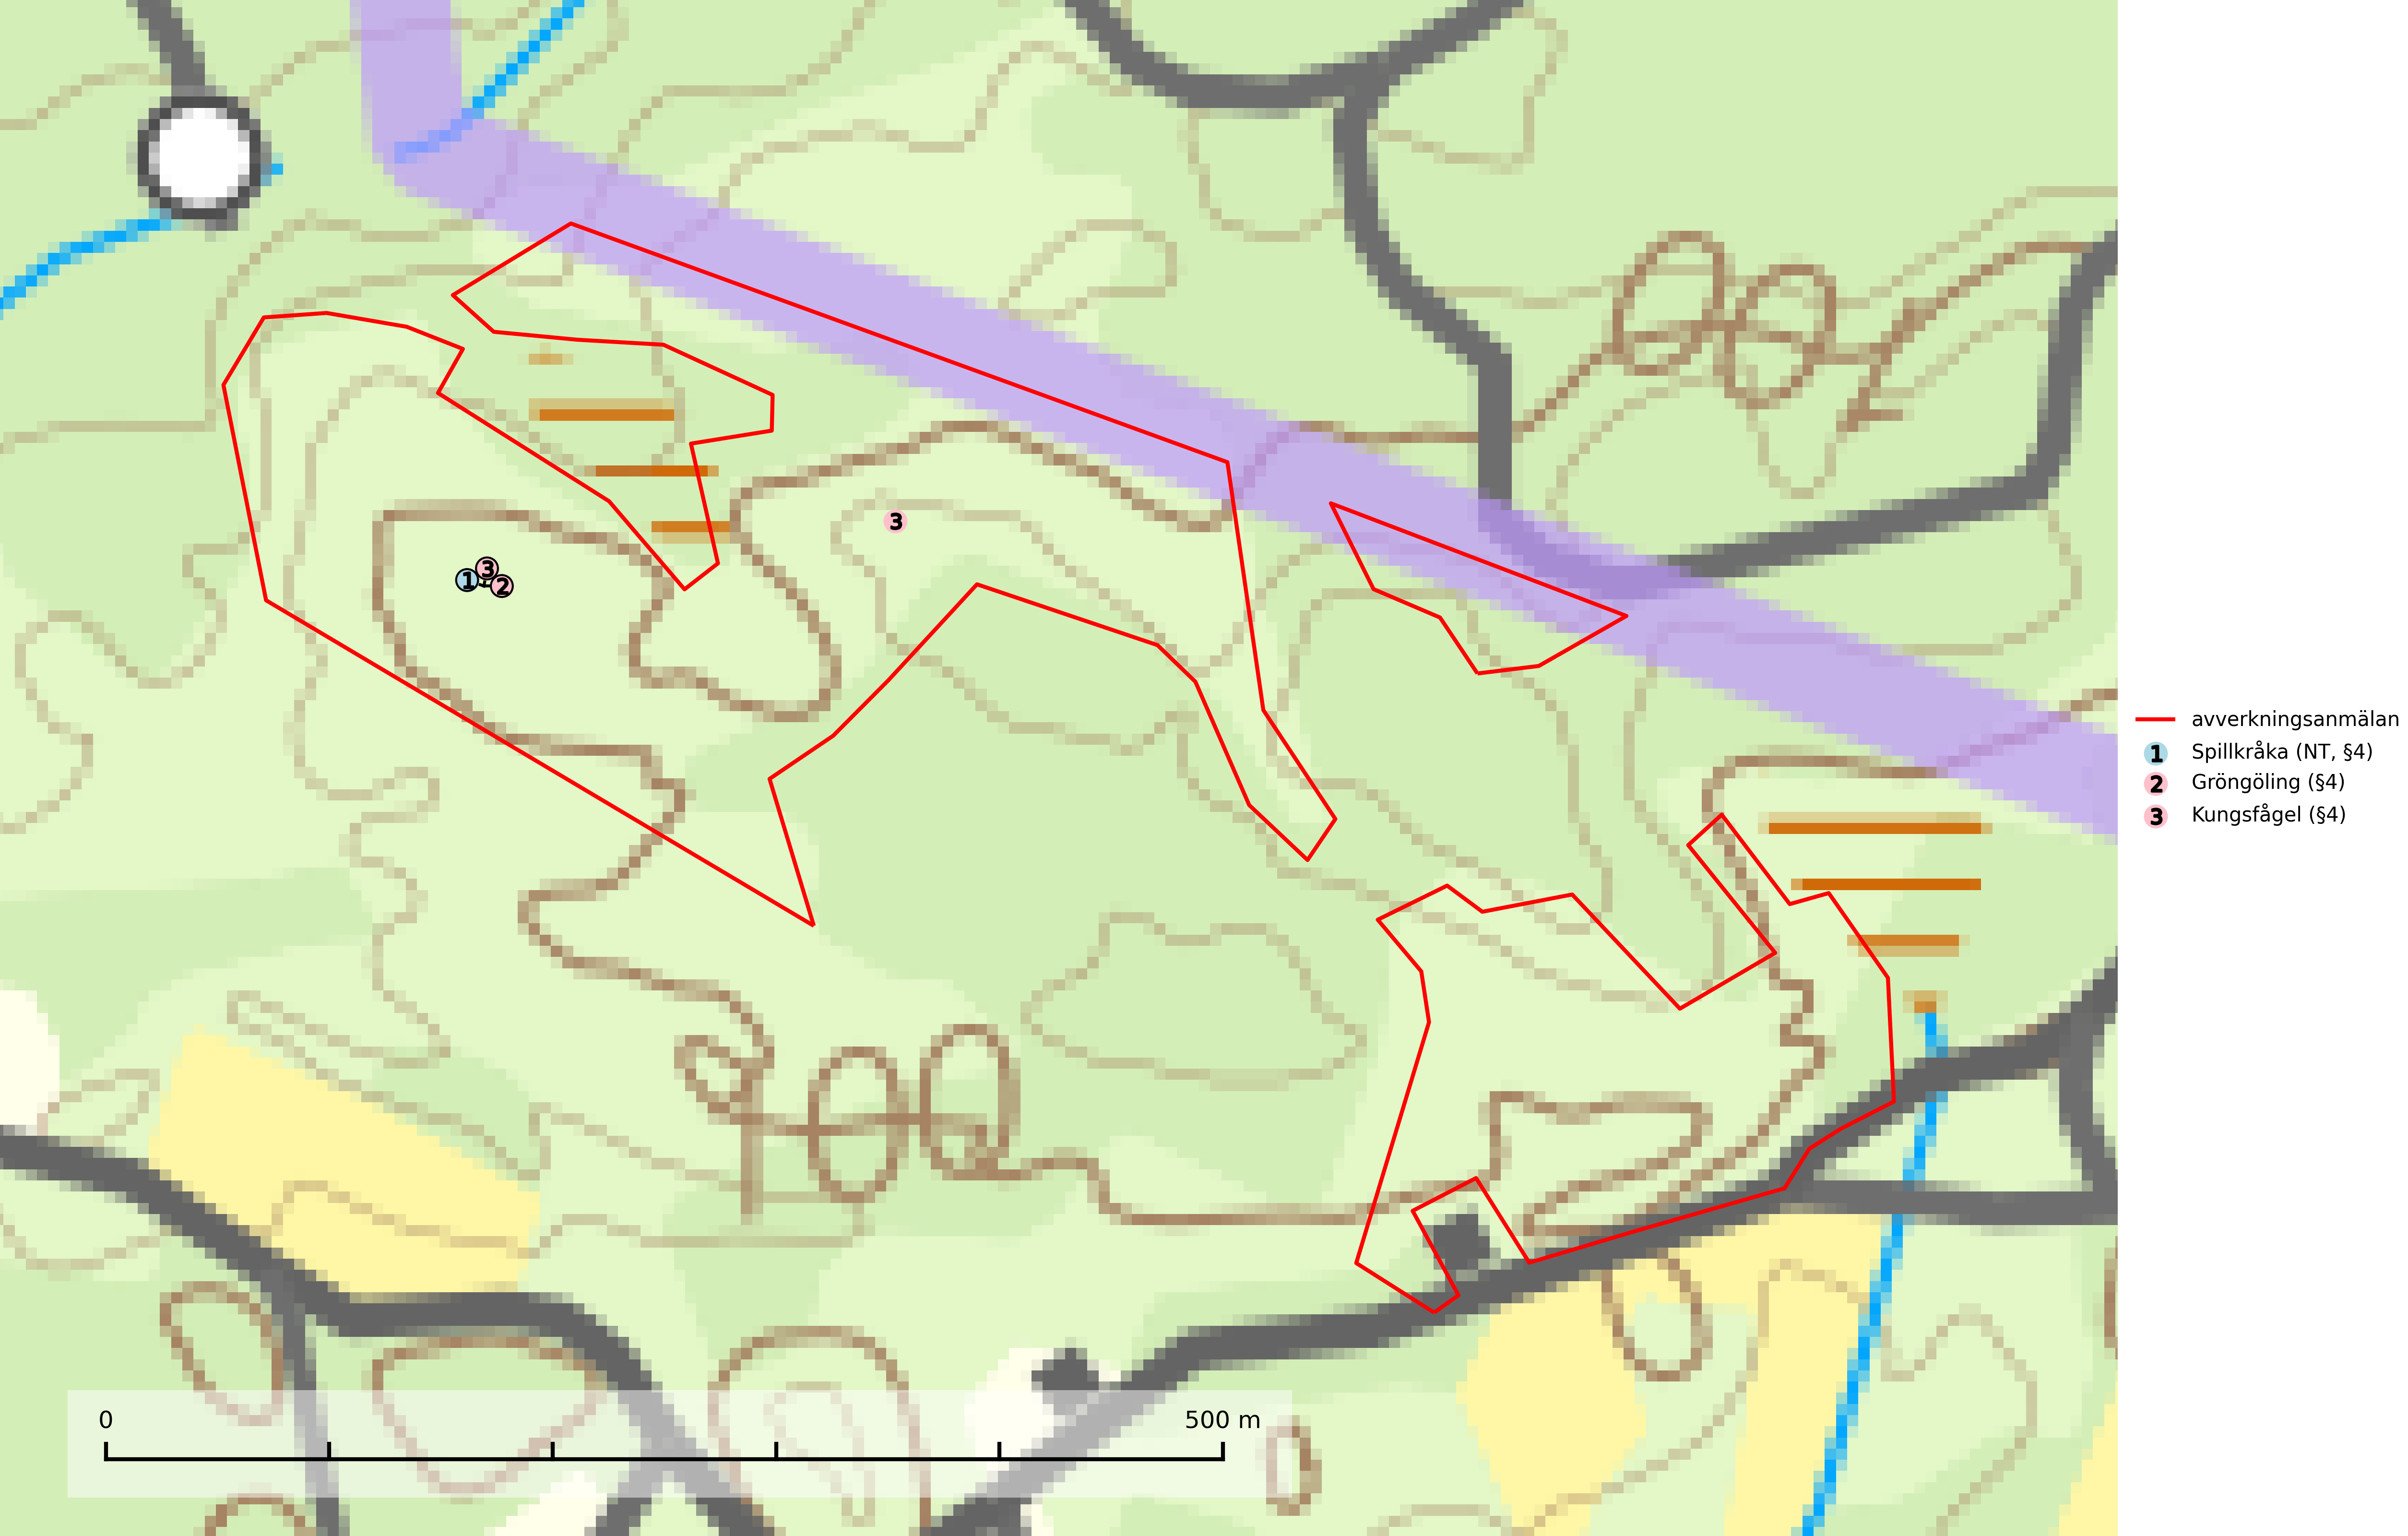 3
3
1
2
avverkningsanmälan
1 Spillkråka (NT, §4)
2 Gröngöling (§4)
3 Kungsfågel (§4)
0 500 m